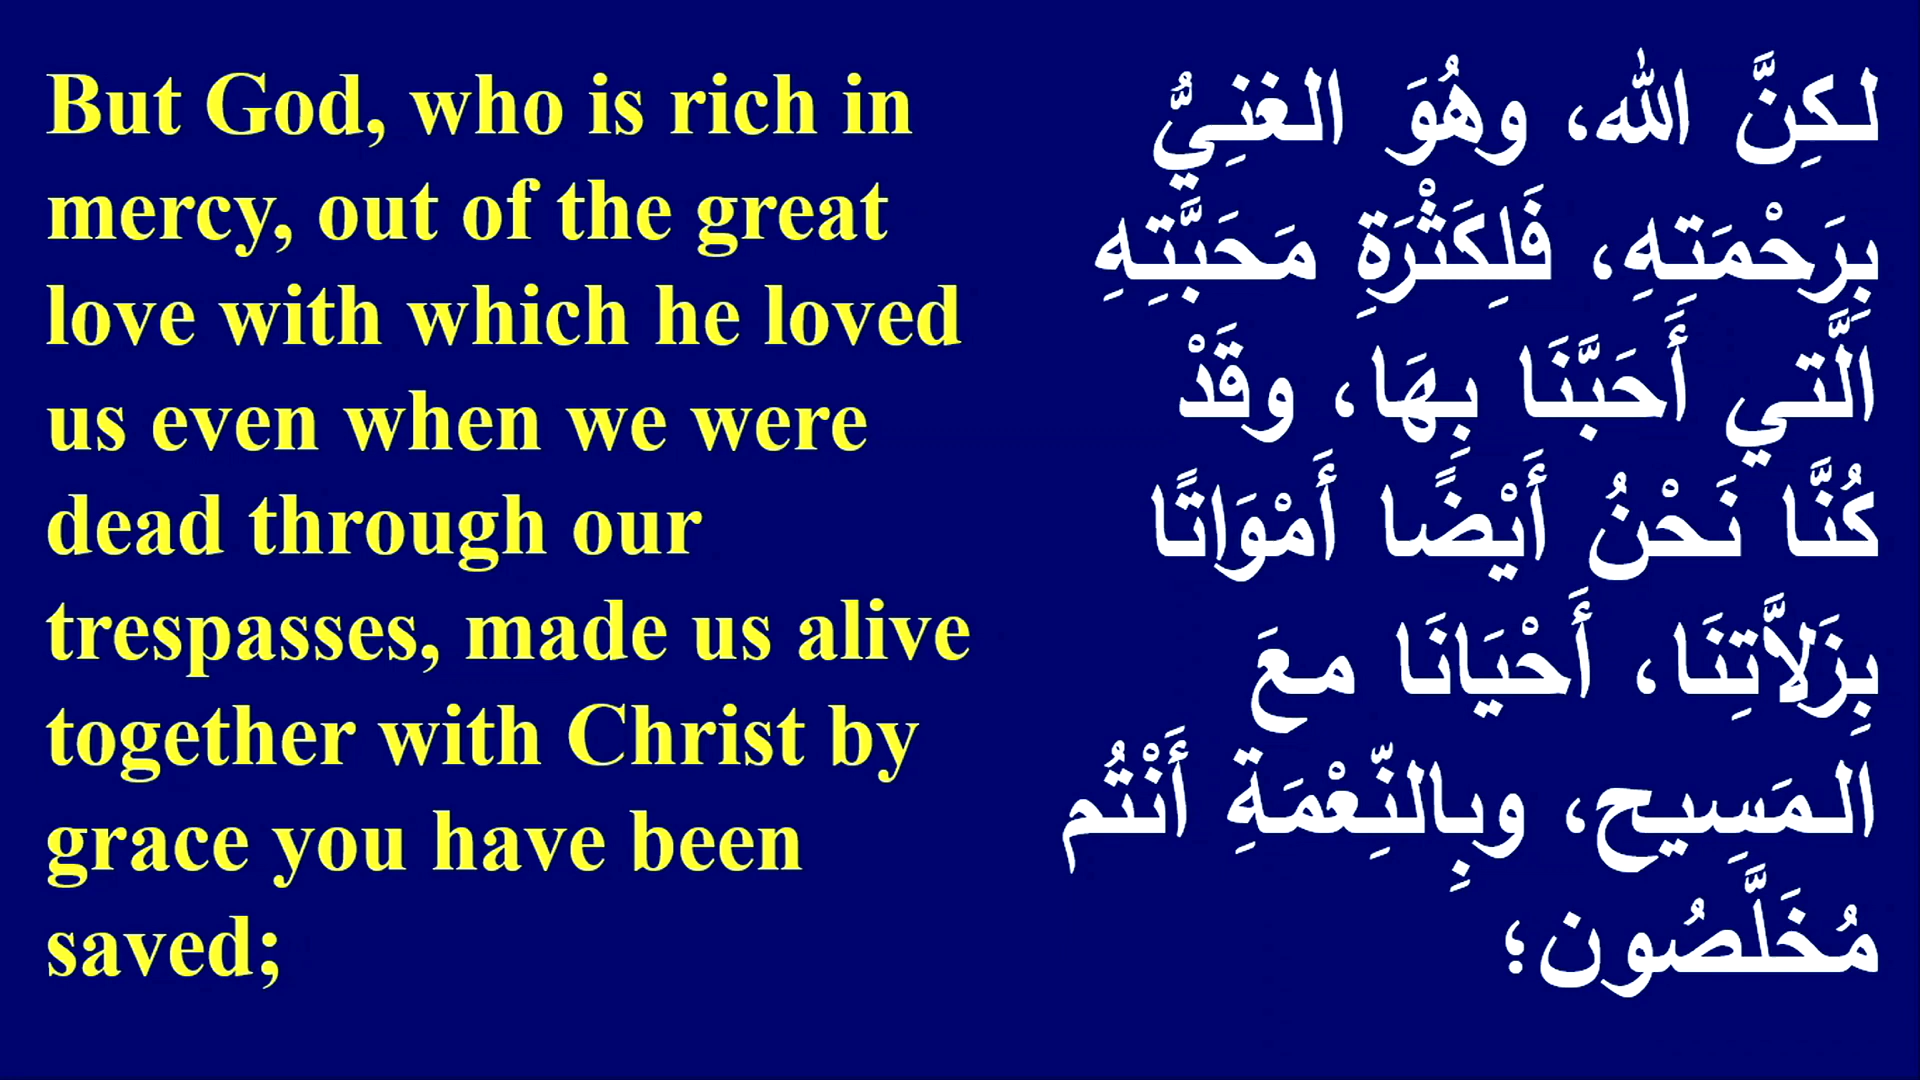 But God, who is rich in
mercy, out of the great
love with which he loved
us even when we were
dead through our
trespasses, made us alive
together with Christ by
grace you have been
saved;
لكِنَّ الله، وهُوَ الغنِيُّ
بِرَحْمَتِهِ، فَلِكَثْرَةِ مَحَبَّتِهِ
الَّتي أَحَبَّنَا بِهَا، وقَدْ
كُنَّا نَحْنُ أَيْضًا أَمْوَاتًا
بِزَلاَّتِنَا، أَحْيَانَا معَ
الـمَسِيح، وبِالنِّعْمَةِ أَنْتُم
مُخَلَّصُون؛